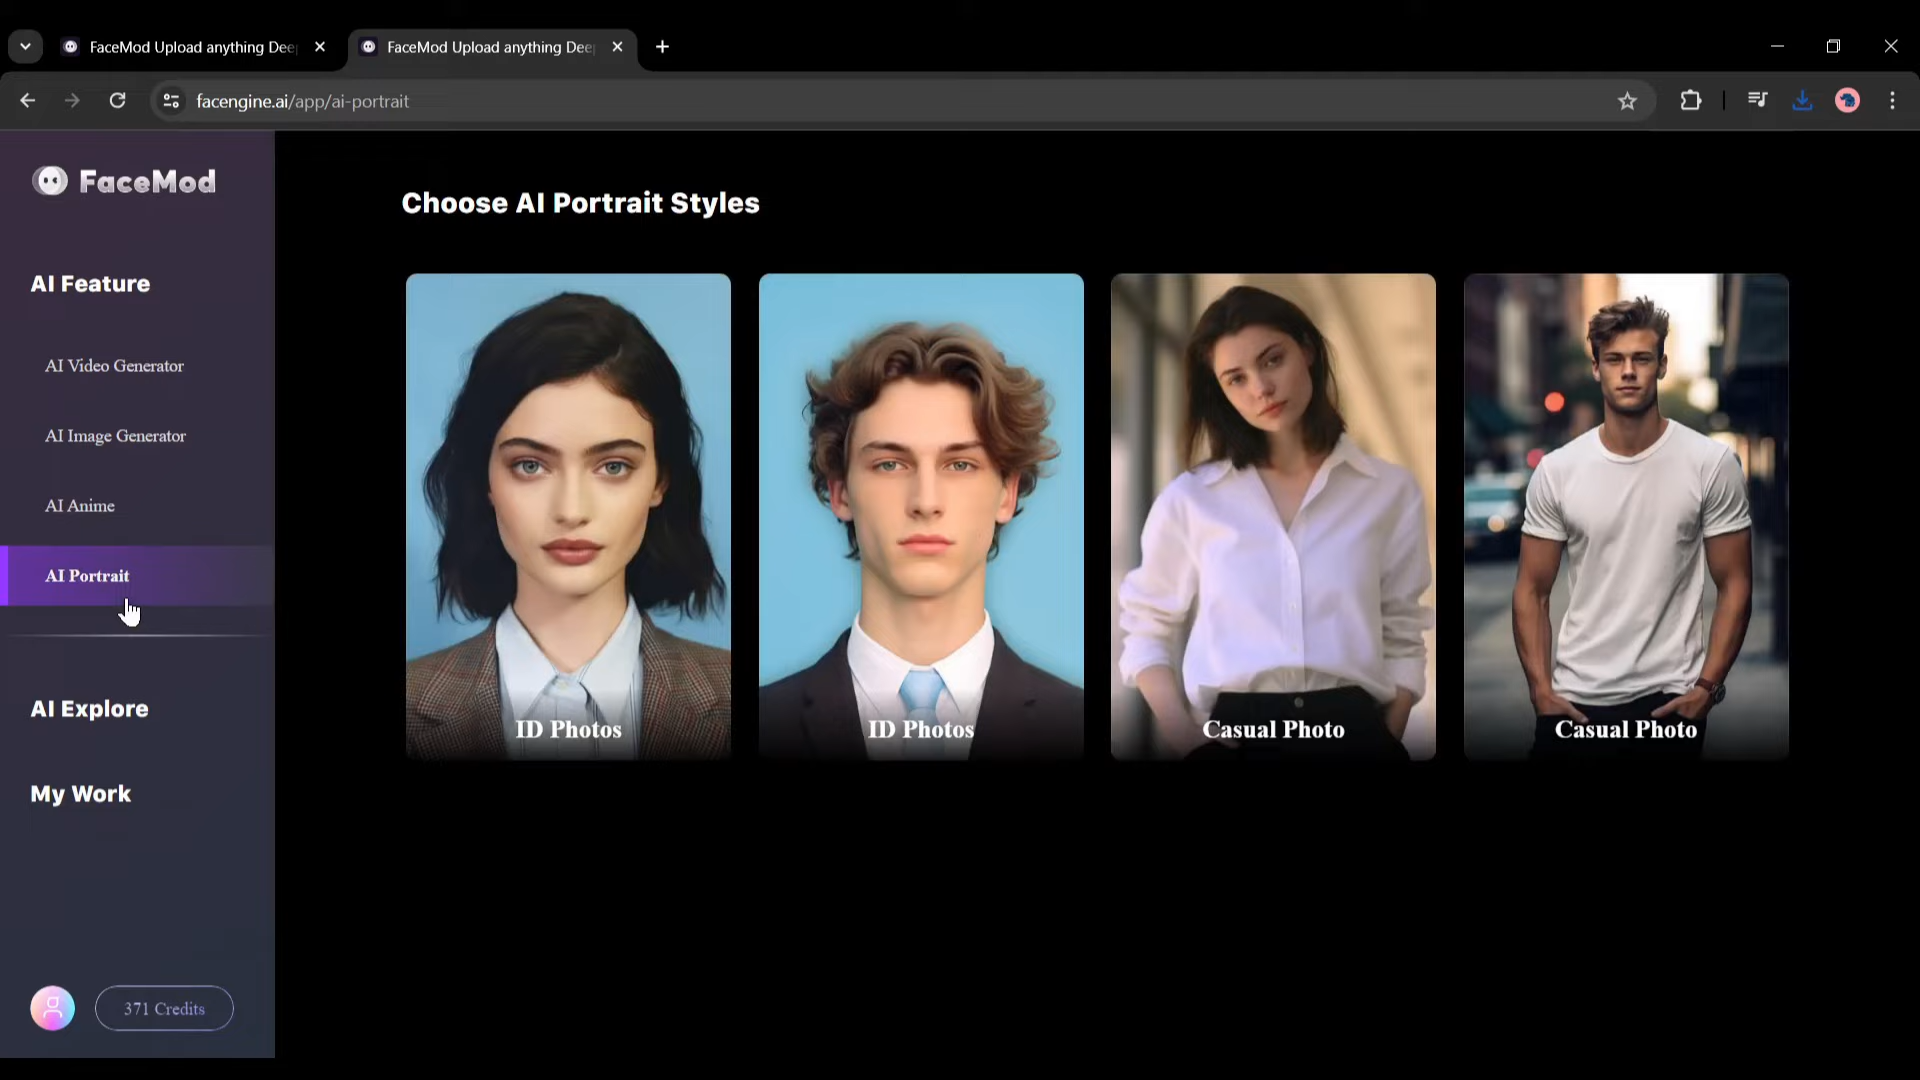 FaceMod Upload anything Dee
FaceMod Upload anything Dee
facengine.ai/app/ai-portrait
FaceMod
AI Feature
AI Video Generator
AI Image Generator
AI Anime
AI Portrait
AI Explore
My Work
371 Credits
Choose AI Portrait Styles
ID Photos
ID Photos
Casual Photo
Casual Photo